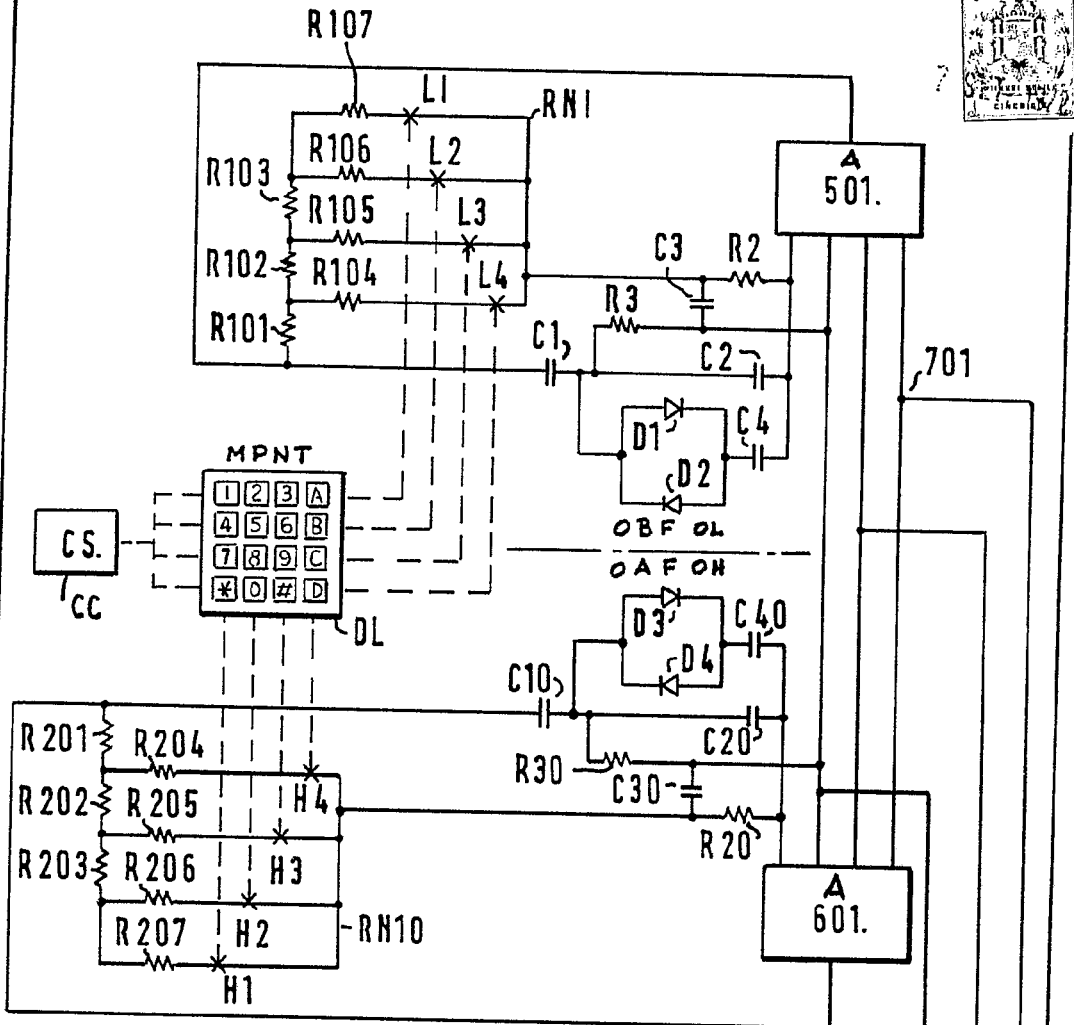 R107
L1
RN1
R106
L2
R103
R105
L3
R102
R104
L4
R101
A
501.
C3
R2
R3
C1
C2
701
D1
C4
D2
OBF OL
MPNT
1 2 3 A
4 5 6 B
7 8 9 C
* 0 # D
CS.
CC
DL
OAF OH
D3
C40
D4
C10
C20
R30
C30
R20
R201
R204
H4
R202
R205
H3
R203
R206
H2
R207
H1
RN10
A
601.